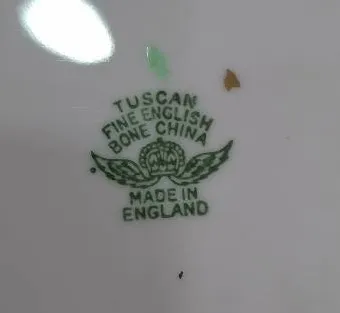 TUSCAN
FINE ENGLISH
BONE CHINA
MADE IN
ENGLAND